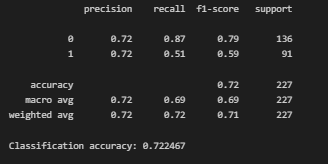 precision recall f1-score support
0 0.72 0.87 0.79 136
1 0.72 0.51 0.59 91
accuracy 0.72 227
macro avg 0.72 0.69 0.69 227
weighted avg 0.72 0.72 0.71 227
Classification accuracy: 0.722467